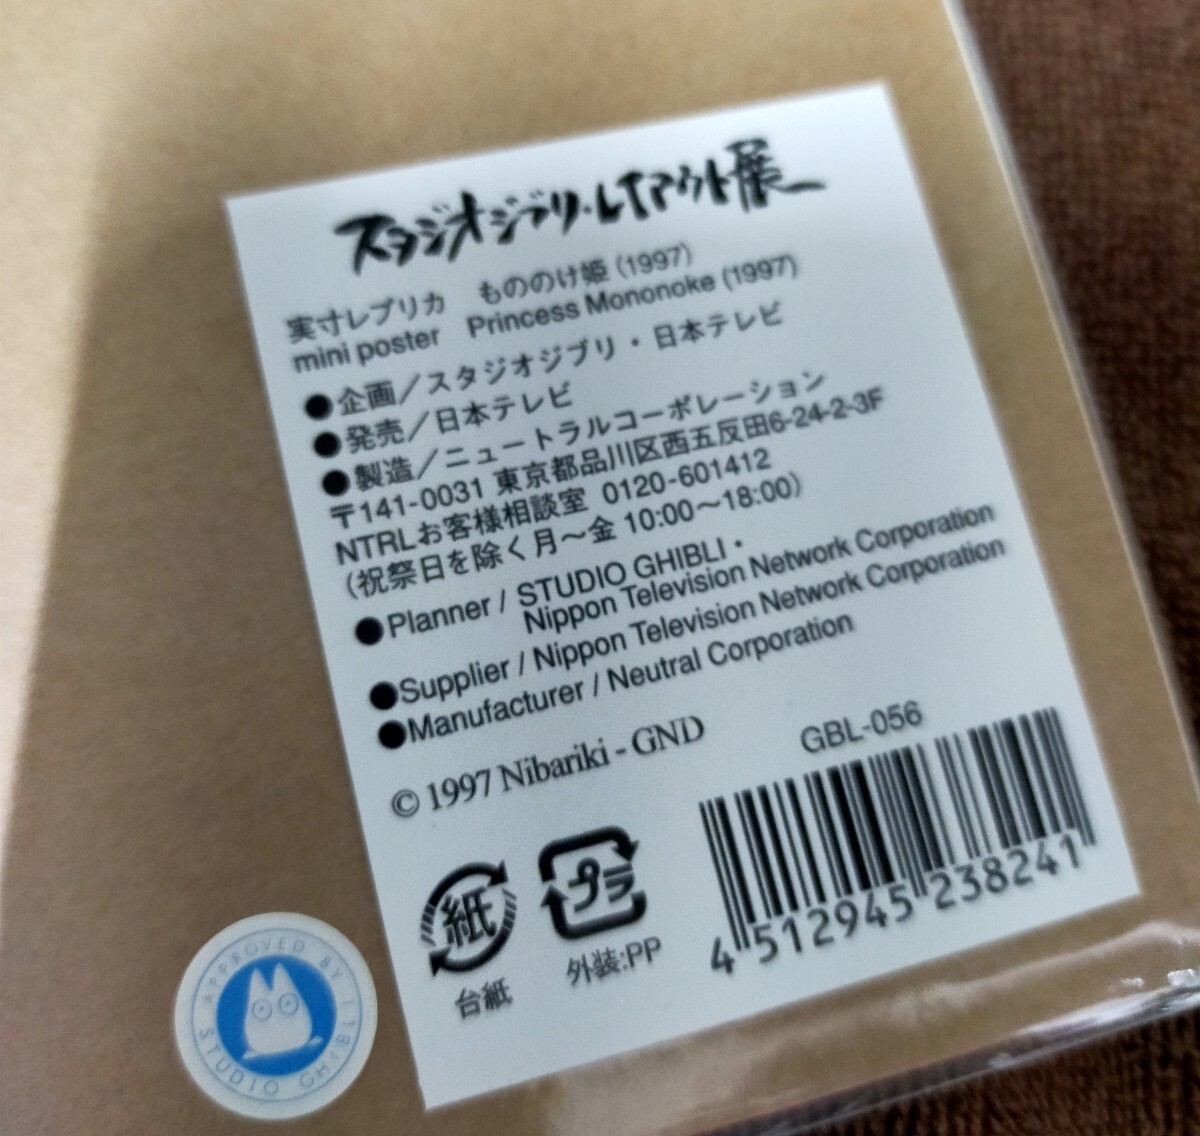 スタジオジブリ・レイアウト展
実寸レプリカ もののけ姫(1997)
mini poster Princess Mononoke (1997)
●企画/スタジオジブリ・日本テレビ
●発売/日本テレビ
●製造/ニュートラルコーポレーション
〒141-0031 東京都品川区西五反田6-24-2-3F
NTRLお客様相談室 0120-601412
(祝祭日を除く月〜金 10:00〜18:00)
●Planner / STUDIO GHIBLI・
Nippon Television Network Corporation
●Supplier / Nippon Television Network Corporation
●Manufacturer / Neutral Corporation
© 1997 Nibariki - GND
GBL-056
紙
台紙
プラ
外装:PP
4512945238241
APPROVED BY
STUDIO GHIBLI